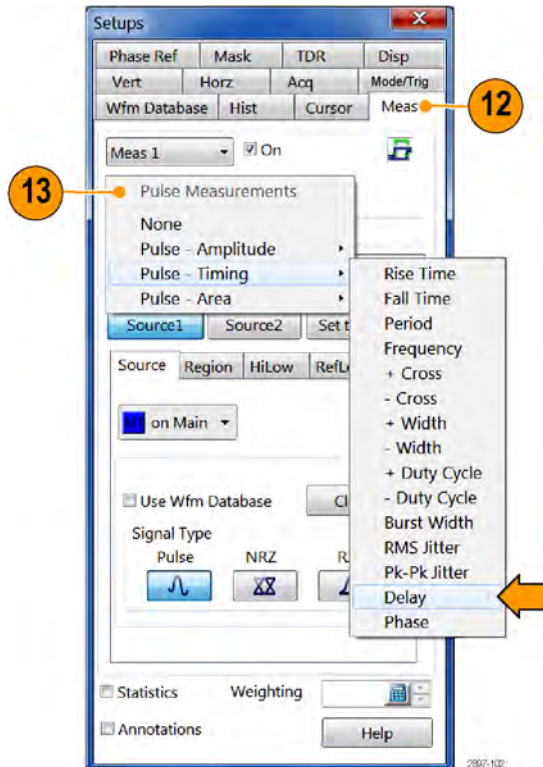 Setups
Phase Ref Mask TDR Disp
Vert Horz Acq Mode/Trig
Wfm Database Hist Cursor Meas
12
Meas 1 On
13
Pulse Measurements
None
Pulse - Amplitude
Pulse - Timing
Pulse - Area
Rise Time
Fall Time
Period
Frequency
+ Cross
- Cross
+ Width
- Width
+ Duty Cycle
- Duty Cycle
Burst Width
RMS Jitter
Pk-Pk Jitter
Delay
Phase
Source1 Source2 Set t
Source Region HiLow
on Main
Use Wfm Database
Signal Type
Pulse NRZ
Statistics Weighting
Annotations Help
2897-102